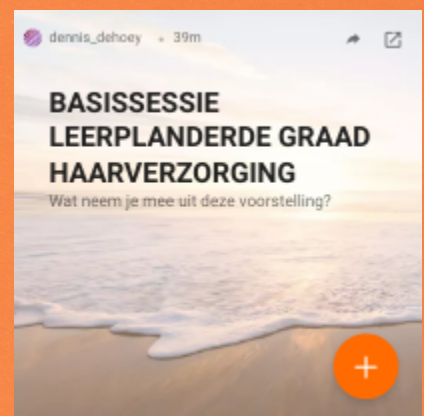 dennis_dehoey • 39m
BASISSESSIE
LEERPLANDERDE GRAAD
HAARVERZORGING
Wat neem je mee uit deze voorstelling?